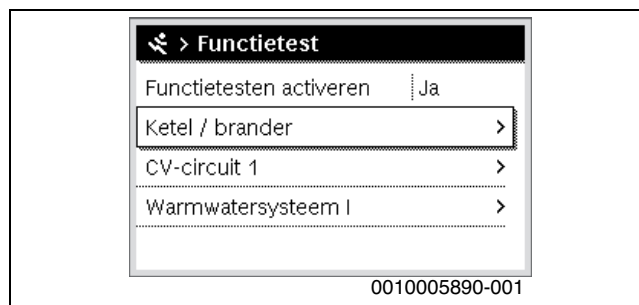 > Functietest
Functietesten activeren Ja
Ketel / brander >
CV-circuit 1 >
Warmwatersysteem I >
0010005890-001